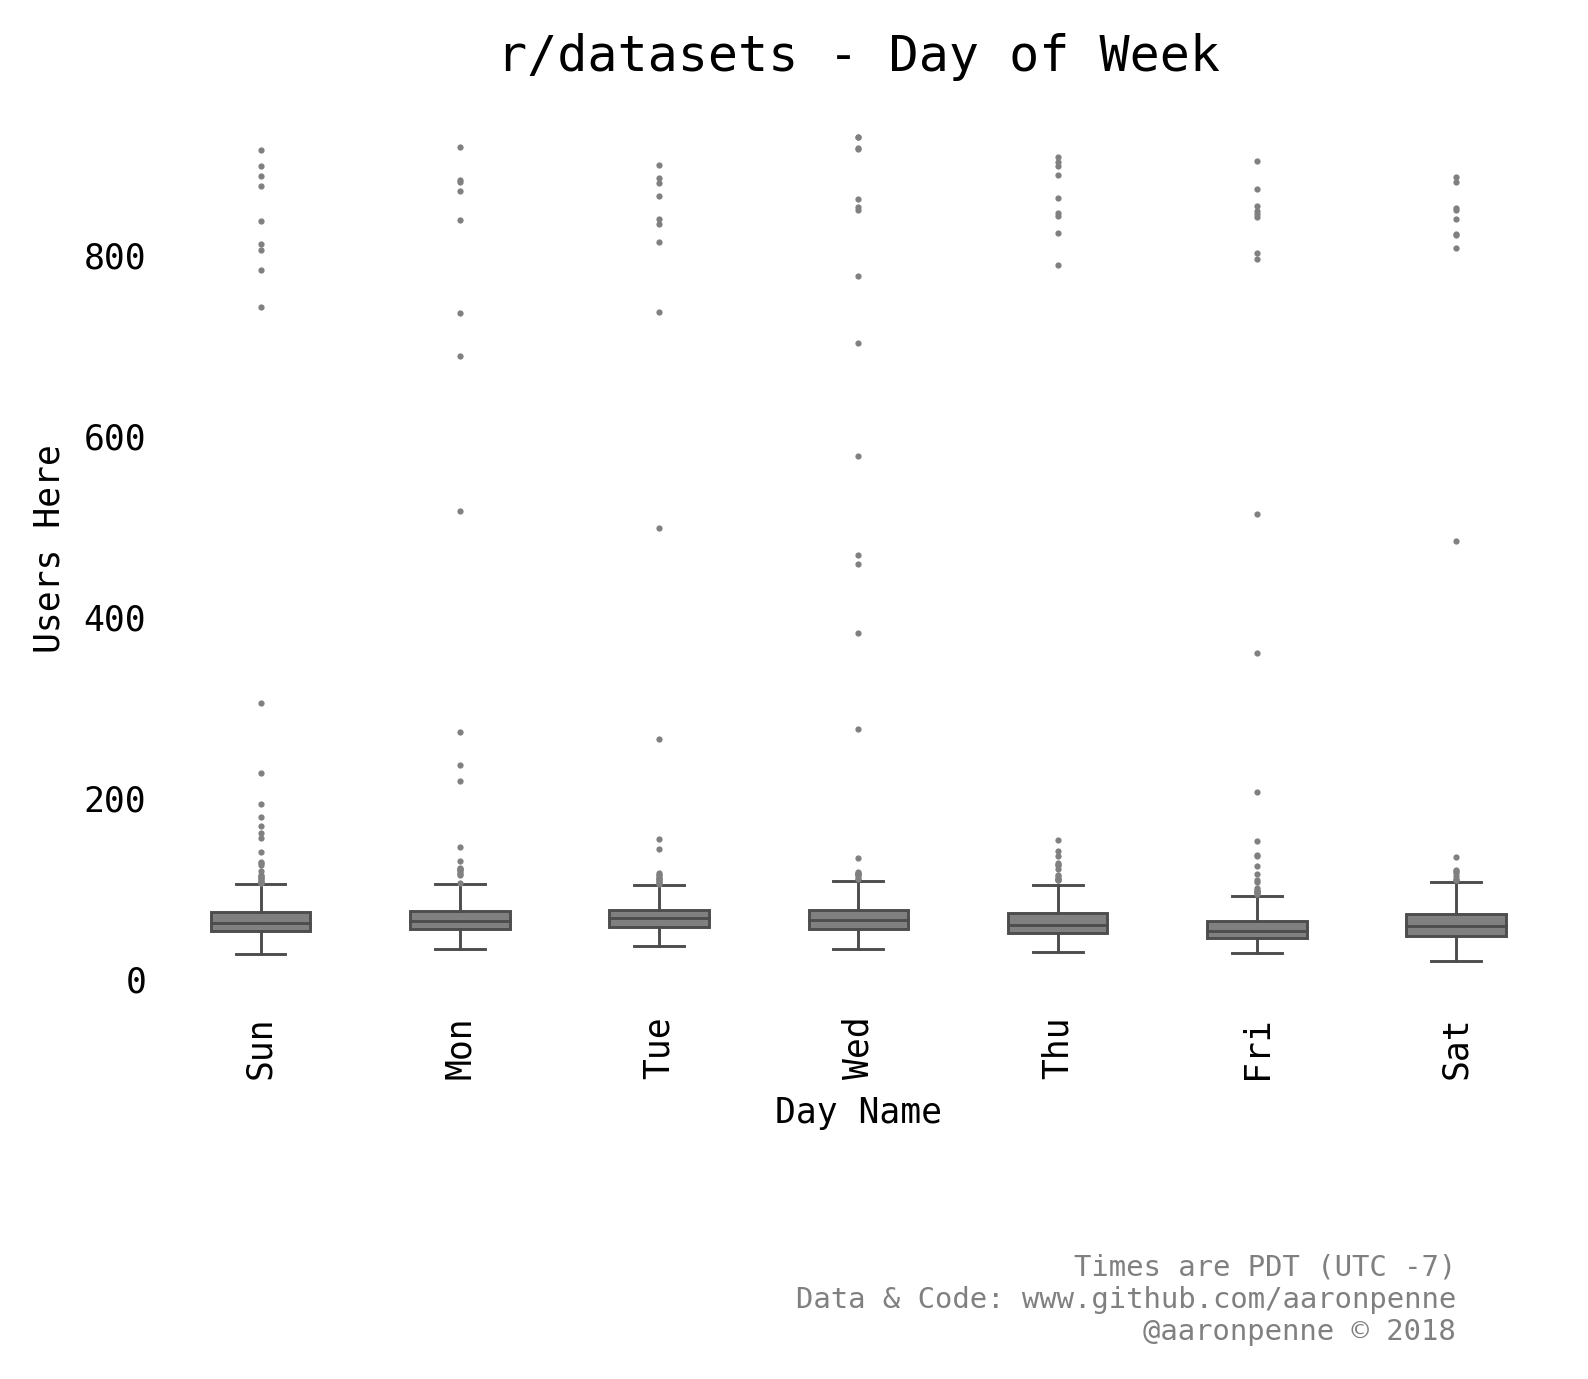 r/datasets - Day of Week
Users Here
800
600
400
200
0
Sun Mon Tue Wed Thu Fri Sat
Day Name
Times are PDT (UTC -7)
Data & Code: www.github.com/aaronpenne
@aaronpenne © 2018